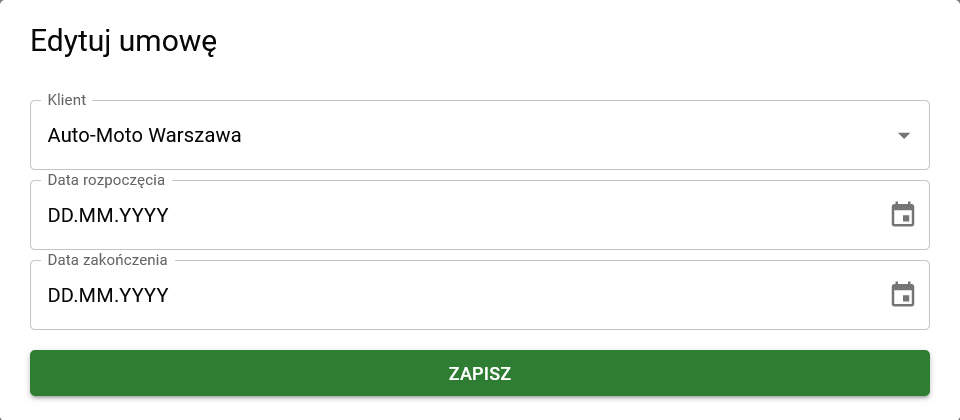 Edytuj umowę
Klient
Auto-Moto Warszawa
Data rozpoczęcia
DD.MM.YYYY
Data zakończenia
DD.MM.YYYY
ZAPISZ